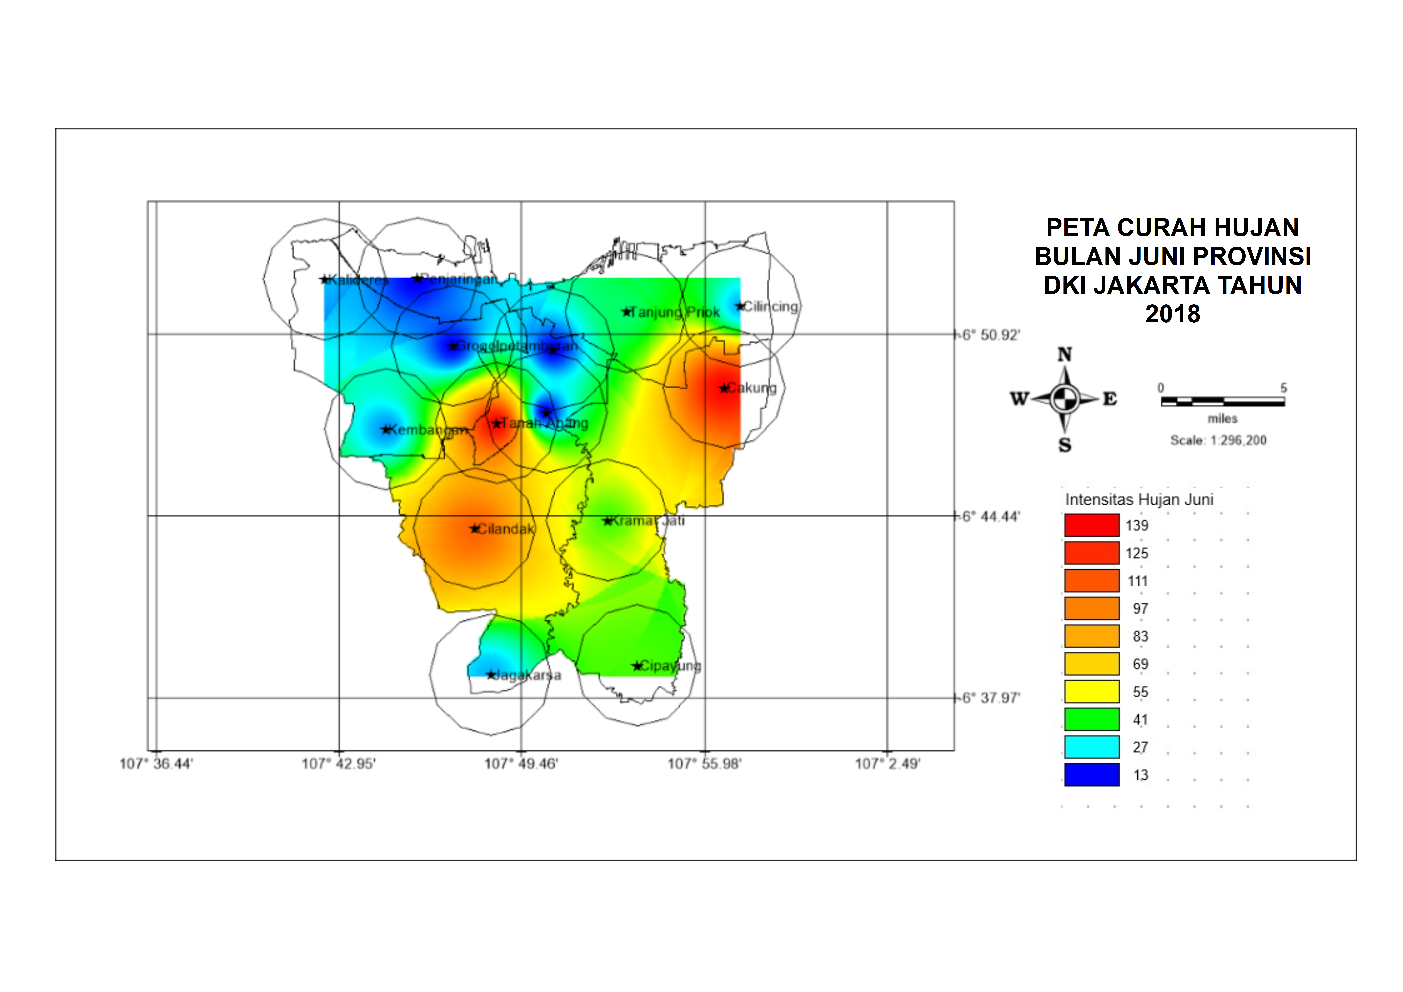 PETA CURAH HUJAN
BULAN JUNI PROVINSI
DKI JAKARTA TAHUN
2018
Kalideres
Penjaringan
Tanjung Priok
Cilincing
Grogolpetamburan
Cakung
Tanah Abang
Kembangan
Cilandak
Kramat Jati
Cipayung
Jagakarsa
-6° 50.92'
-6° 44.44'
-6° 37.97'
107° 36.44'
107° 42.95'
107° 49.46'
107° 55.98'
107° 2.49'
N
W E
S
0 5
miles
Scale: 1:296,200
Intensitas Hujan Juni
139
125
111
97
83
69
55
41
27
13